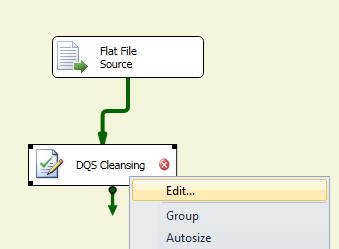 Flat File
Source
DQS Cleansing
Edit...
Group
Autosize